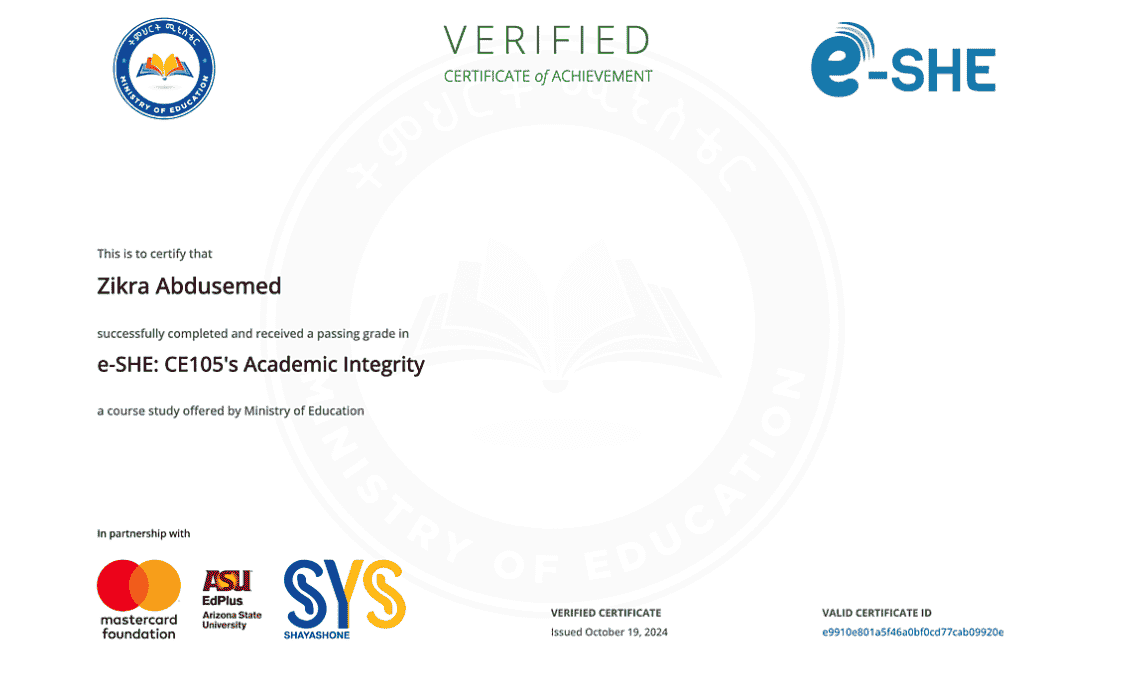 ትምህርት ሚኒስቴር
MINISTRY OF EDUCATION
VERIFIED
CERTIFICATE of ACHIEVEMENT
e-SHE
This is to certify that
Zikra Abdusemed
successfully completed and received a passing grade in
e-SHE: CE105's Academic Integrity
a course study offered by Ministry of Education
ትምህርት ሚኒስቴር
MINISTRY OF EDUCATION
In partnership with
mastercard
foundation
ASU
EdPlus
Arizona State
University
SYS
SHAYASHONE
VERIFIED CERTIFICATE
Issued October 19, 2024
VALID CERTIFICATE ID
e9910e801a5f46a0bf0cd77cab09920e